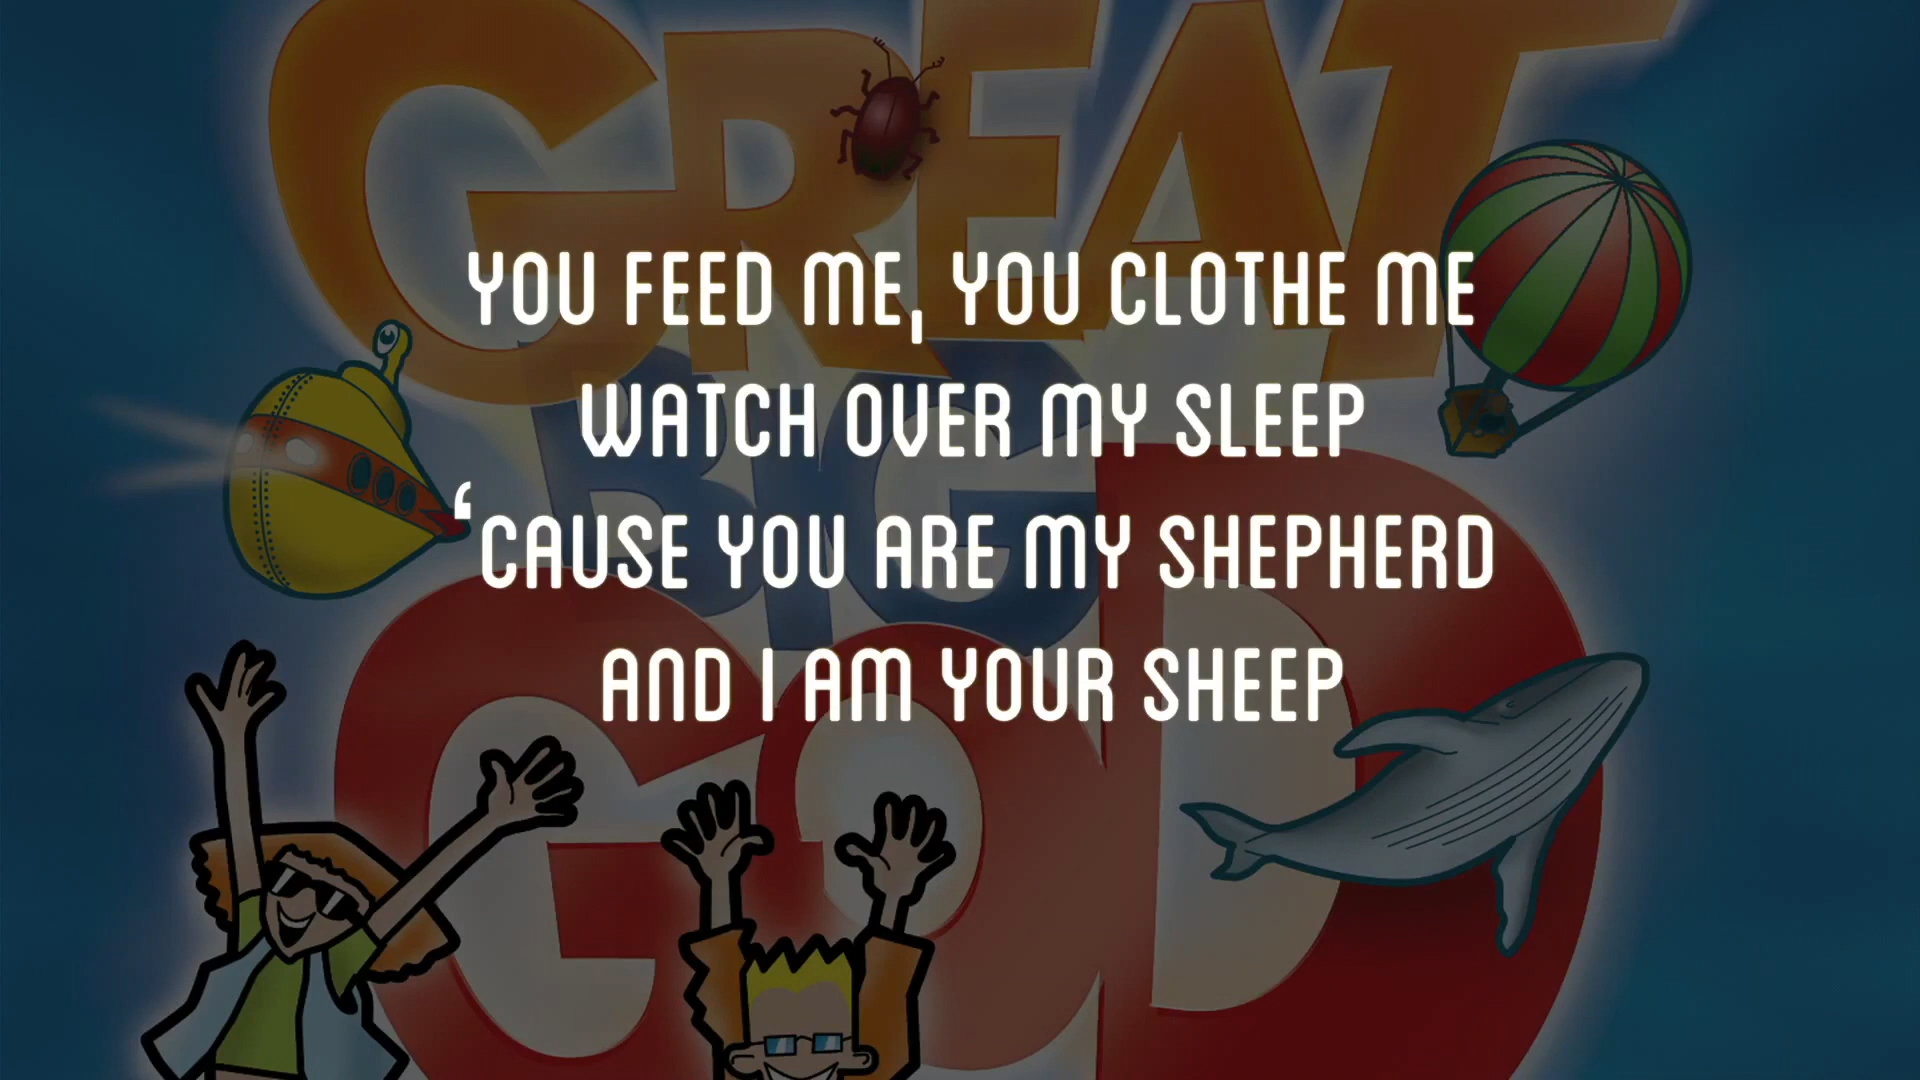 GREAT
BIG
GOD
YOU FEED ME, YOU CLOTHE ME
WATCH OVER MY SLEEP
‘CAUSE YOU ARE MY SHEPHERD
AND I AM YOUR SHEEP